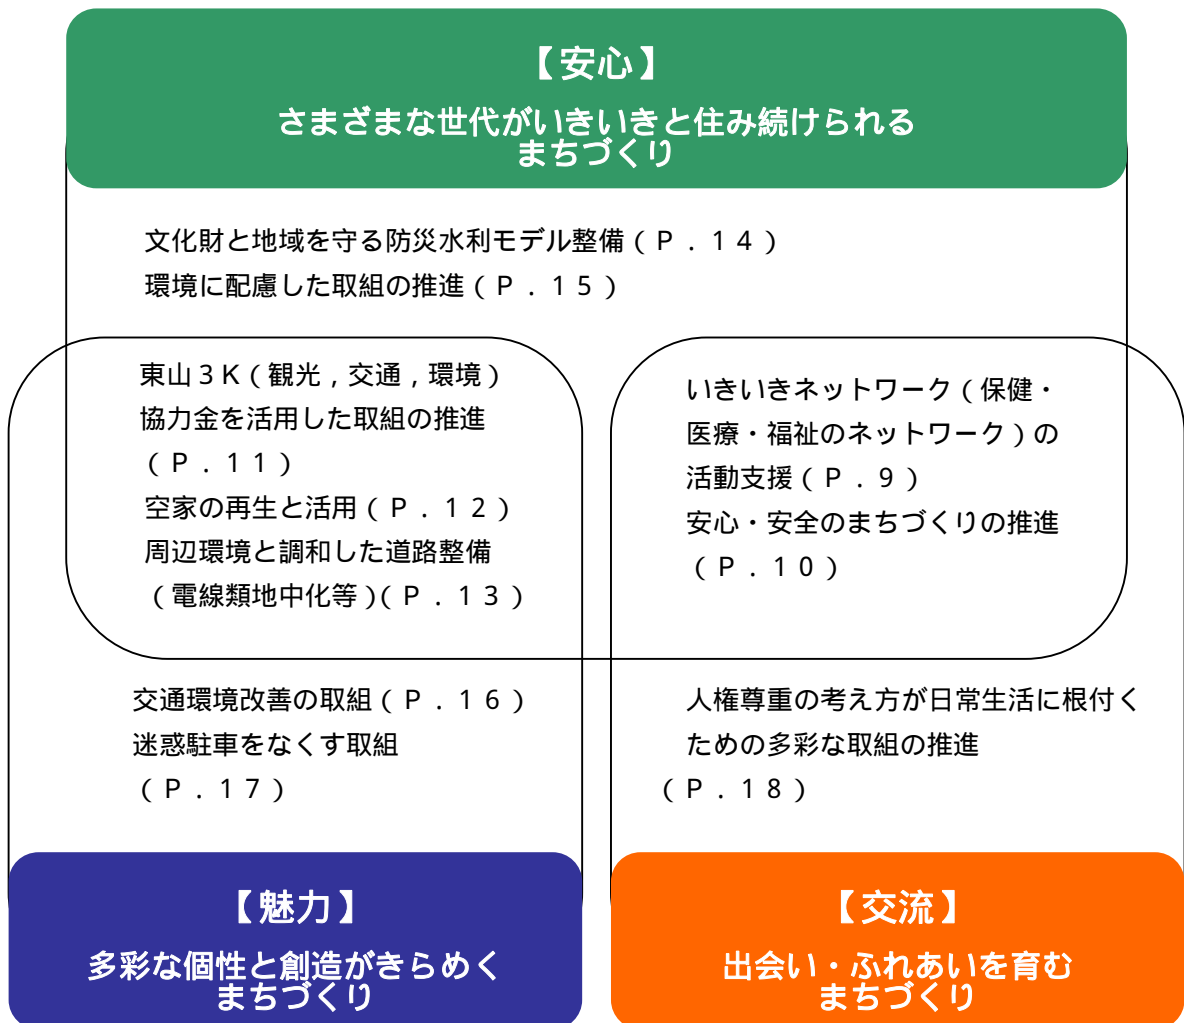 【安心】
さまざまな世代がいきいきと住み続けられる
まちづくり
文化財と地域を守る防災水利モデル整備（Ｐ．１４）
環境に配慮した取組の推進（Ｐ．１５）
東山３Ｋ（観光，交通，環境）
協力金を活用した取組の推進
（Ｐ．１１）
空家の再生と活用（Ｐ．１２）
周辺環境と調和した道路整備
（電線類地中化等）（Ｐ．１３）
いきいきネットワーク（保健・
医療・福祉のネットワーク）の
活動支援（Ｐ．９）
安心・安全のまちづくりの推進
（Ｐ．１０）
交通環境改善の取組（Ｐ．１６）
迷惑駐車をなくす取組
（Ｐ．１７）
人権尊重の考え方が日常生活に根付く
ための多彩な取組の推進
（Ｐ．１８）
【魅力】
多彩な個性と創造がきらめく
まちづくり
【交流】
出会い・ふれあいを育む
まちづくり